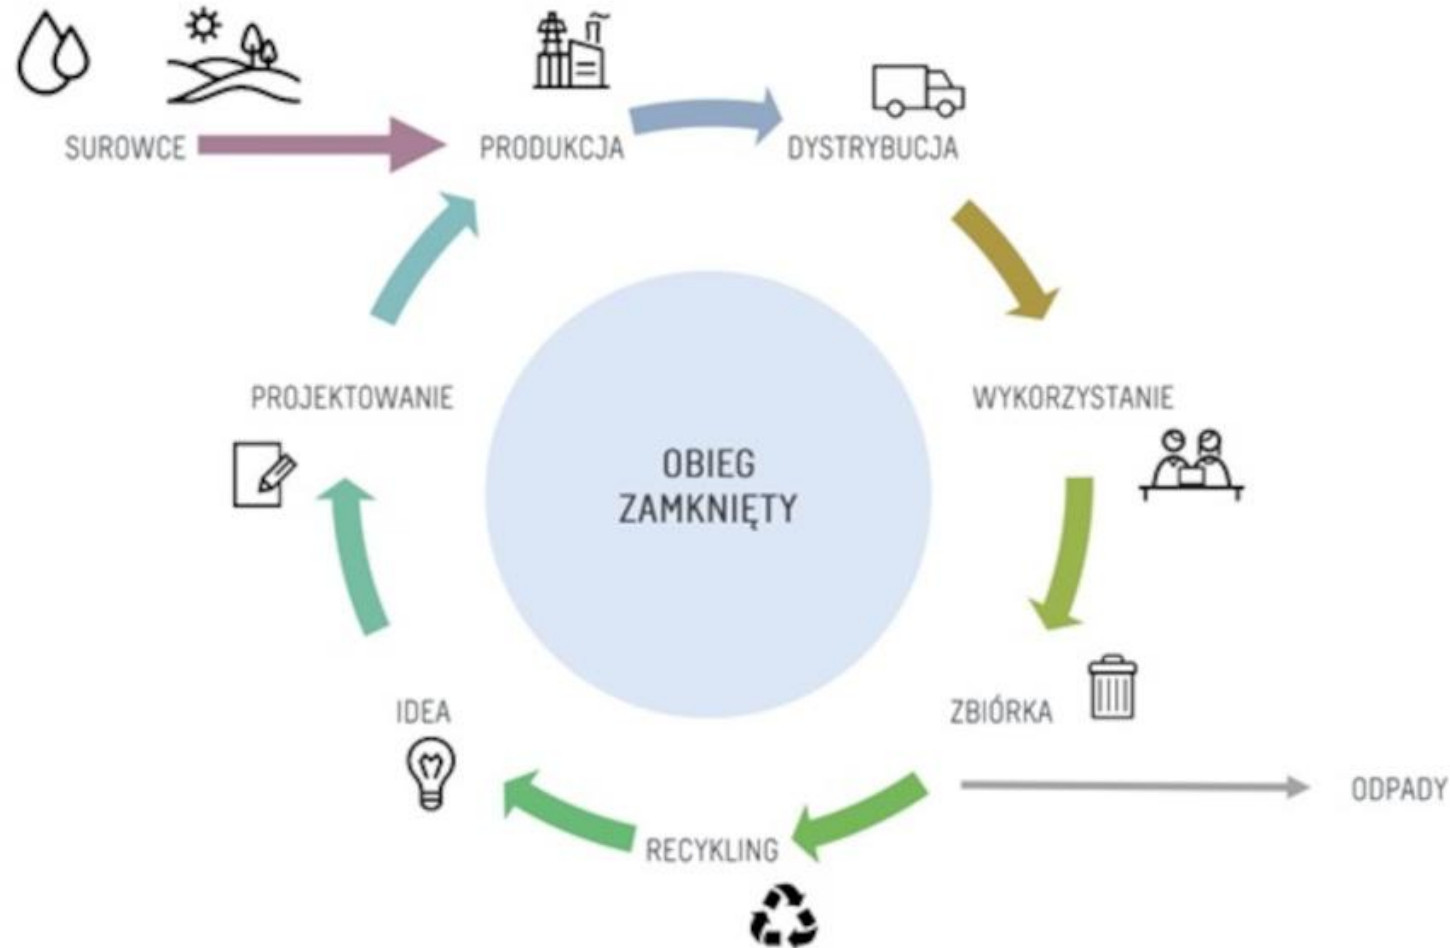 SUROWCE
PRODUKCJA
DYSTRYBUCJA
PROJEKTOWANIE
WYKORZYSTANIE
OBIEG
ZAMKNIĘTY
IDEA
ZBIÓRKA
ODPADY
RECYKLING